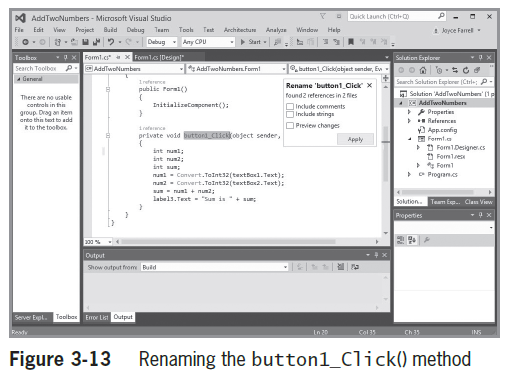 AddTwoNumbers - Microsoft Visual Studio
Quick Launch (Ctrl+Q)
File Edit View Project Build Debug Team Tools Test Architecture Analyze Window Help
Joyce Farrell
Debug Any CPU Start
Toolbox
Search Toolbox
General
There are no usable
controls in this
group. Drag an item
onto this text to add
it to the toolbox.
Form1.cs* Form1.cs [Design]*
AddTwoNumbers AddTwoNumbers.Form1 button1_Click(object sender, Ev
{
1 reference
public Form1()
{
InitializeComponent();
}
1 reference
private void button1_Click(object sender,
{
int num1;
int num2;
int sum;
num1 = Convert.ToInt32(textBox1.Text);
num2 = Convert.ToInt32(textBox2.Text);
sum = num1 + num2;
label3.Text = "Sum is " + sum;
}
}
}
100 %
Rename 'button1_Click'
found 2 references in 2 files
Include comments
Include strings
Preview changes
Apply
Output
Show output from: Build
Solution Explorer
Search Solution Explorer (Ctrl+;)
Solution 'AddTwoNumbers' (1 p
AddTwoNumbers
Properties
References
App.config
Form1.cs
Form1.Designer.cs
Form1.resx
Form1
Program.cs
Solution... Team Exp... Class View
Properties
Server Expl... Toolbox Error List Output
Ready Ln 20 Col 35 Ch 35 INS
Figure 3-13 Renaming the button1_Click() method